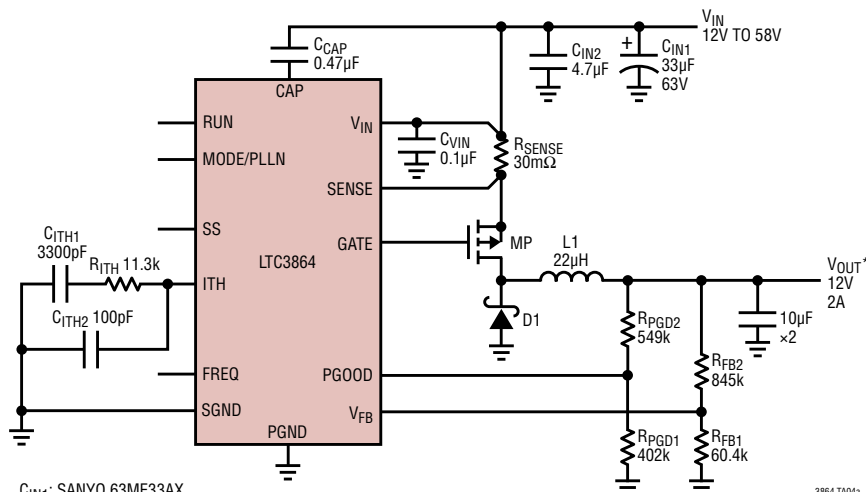 VIN
12V TO 58V
CCAP
0.47µF
CIN2
4.7µF
+
CIN1
33µF
63V
CAP
RUN
VIN
CVIN
0.1µF
RSENSE
30mΩ
MODE/PLLN
SENSE
SS
GATE
MP
LTC3864
CITH1
3300pF
RITH 11.3k
ITH
CITH2 100pF
L1
22µH
VOUT*
12V
2A
D1
10µF
×2
RPGD2
549k
RFB2
845k
FREQ
PGOOD
SGND
VFB
PGND
RPGD1
402k
RFB1
60.4k
3864 TA04a